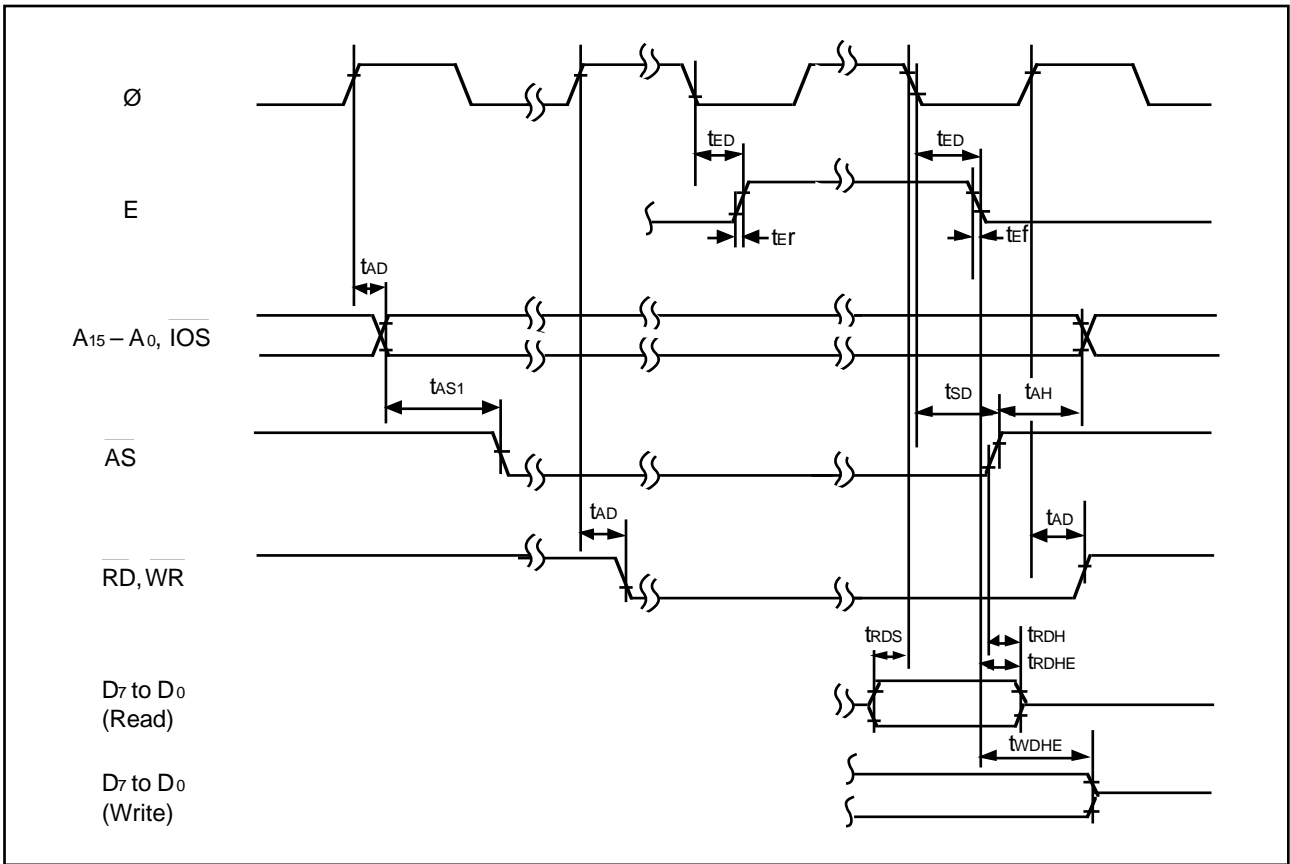 Ø
tED
tED
E
tEr
tEf
tAD
A15 – A0, IOS
tAS1
tSD
tAH
AS
tAD
tAD
RD, WR
tRDS
tRDH
tRDHE
D7 to D0
(Read)
tWDHE
D7 to D0
(Write)